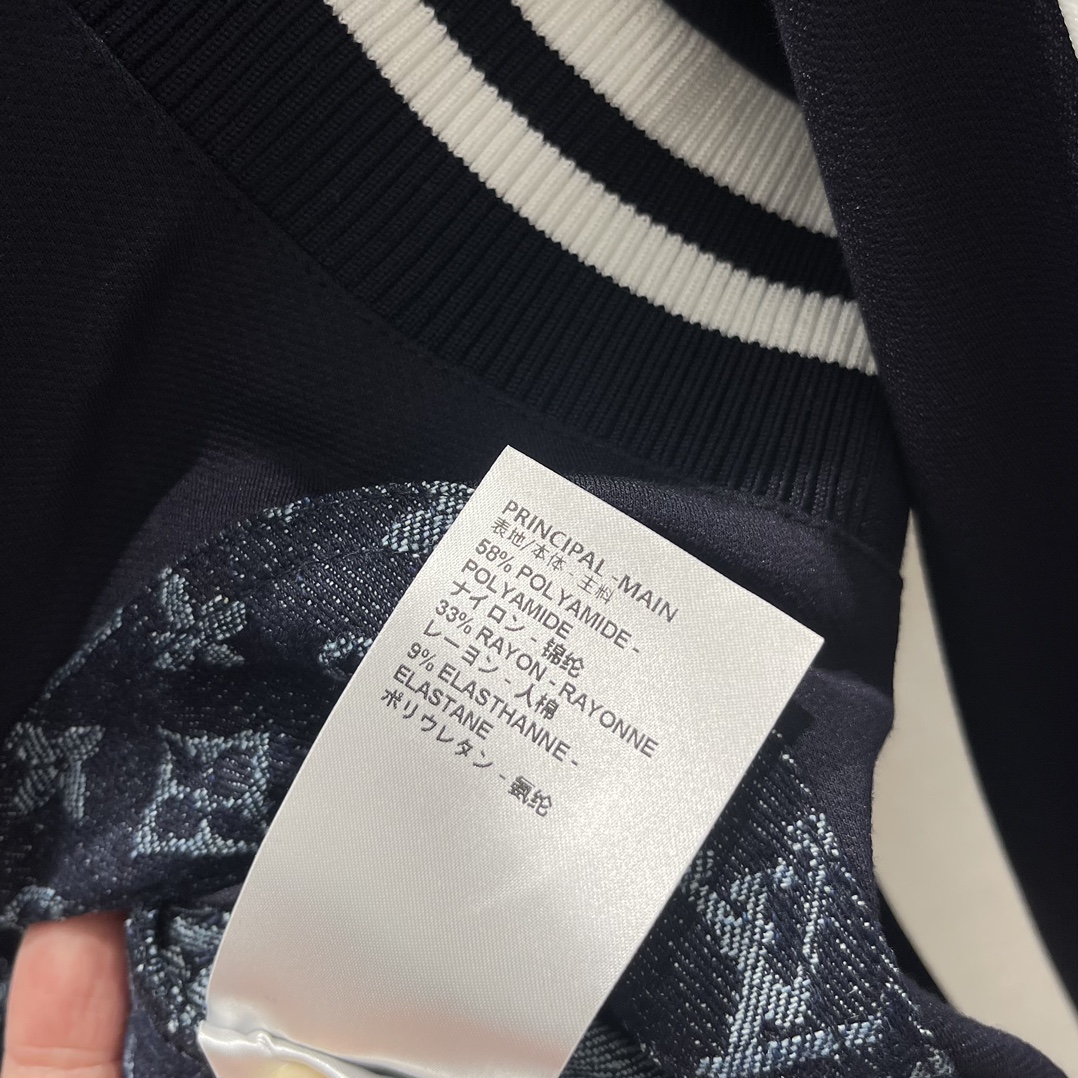 PRINCIPAL -MAIN
表地/本体 - 主料
58% POLYAMIDE -
POLYAMIDE
ナイロン - 锦纶
33% RAYON - RAYONNE
レーヨン - 人棉
9% ELASTHANNE -
ELASTANE
ポリウレタン - 氨纶